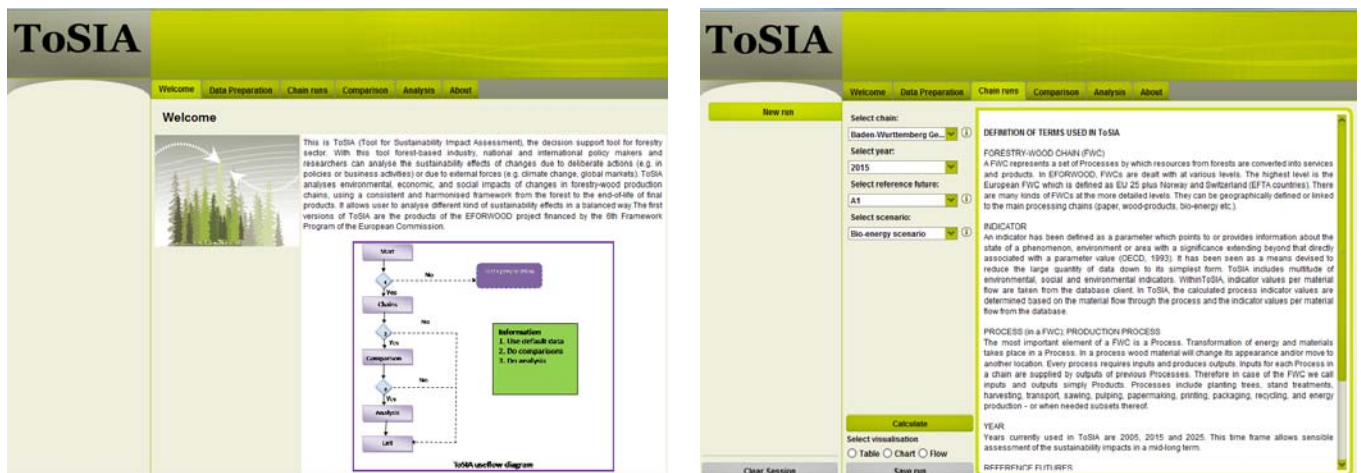 ToSIA
Welcome Data Preparation Chain runs Comparison Analysis About
Welcome
This is ToSIA (Tool for Sustainability Impact Assessment), the decision support tool for forestry
sector. With this tool forest-based industry, national and international policy makers and
researchers can analyse the sustainability effects of changes due to deliberate actions (e.g. in
policies or business activities) or due to external forces (e.g. climate change, global markets). ToSIA
analyses environmental, economic, and social impacts of changes in forestry-wood production
chains, using a consistent and harmonised framework from the forest to the end-of-life of final
products. It allows user to analyse different kind of sustainability effects in a balanced way.The first
versions of ToSIA are the products of the EFORWOOD project financed by the 6th Framework
Program of the European Commission.
Start
No
Yes
Chains
No
Yes
Comparison
No
Yes
Analysis
Information
1. Use default data
2. Do comparisons
3. Do analysis
ToSIA useflow diagram
ToSIA
Welcome Data Preparation Chain runs Comparison Analysis About
New run
Select chain:
Baden-Wurttemberg Ge...
Select year:
2015
Select reference future:
A1
Select scenario:
Bio-energy scenario
Calculate
Select visualisation
Table Chart Flow
Clear Session
Save run
DEFINITION OF TERMS USED IN ToSIA
FORESTRY-WOOD CHAIN (FWC)
A FWC represents a set of Processes by which resources from forests are converted into services
and products. In EFORWOOD, FWCs are dealt with at various levels. The highest level is the
European FWC which is defined as EU 25 plus Norway and Switzerland (EFTA countries). There
are many kinds of FWCs at the more detailed levels. They can be geographically defined or linked
to the main processing chains (paper, wood-products, bio-energy etc.).
INDICATOR
An indicator has been defined as a parameter which points to or provides information about the
state of a phenomenon, environment or area with a significance extending beyond that directly
associated with a parameter value (OECD, 1993). It has been seen as a means devised to
reduce the large quantity of data down to its simplest form. ToSIA includes multitude of
environmental, social and environmental indicators. WithinToSIA, indicator values per material
flow are taken from the database client. In ToSIA, the calculated process indicator values are
determined based on the material flow through the process and the indicator values per material
flow from the database.
PROCESS (in a FWC); PRODUCTION PROCESS
The most important element of a FWC is a Process. Transformation of energy and materials
takes place in a Process. In a process wood material will change its appearance and/or move to
another location. Every process requires inputs and produces outputs. Inputs for each Process in
a chain are supplied by outputs of previous Processes. Therefore in case of the FWC we call
inputs and outputs simply Products. Processes include planting trees, stand treatments,
harvesting, transport, sawing, pulping, papermaking, printing, packaging, recycling, and energy
production - or when needed subsets thereof.
YEAR
Years currently used in ToSIA are 2005, 2015 and 2025. This time frame allows sensible
assessment of the sustainability impacts in a mid-long term.
REFERENCE FUTURES